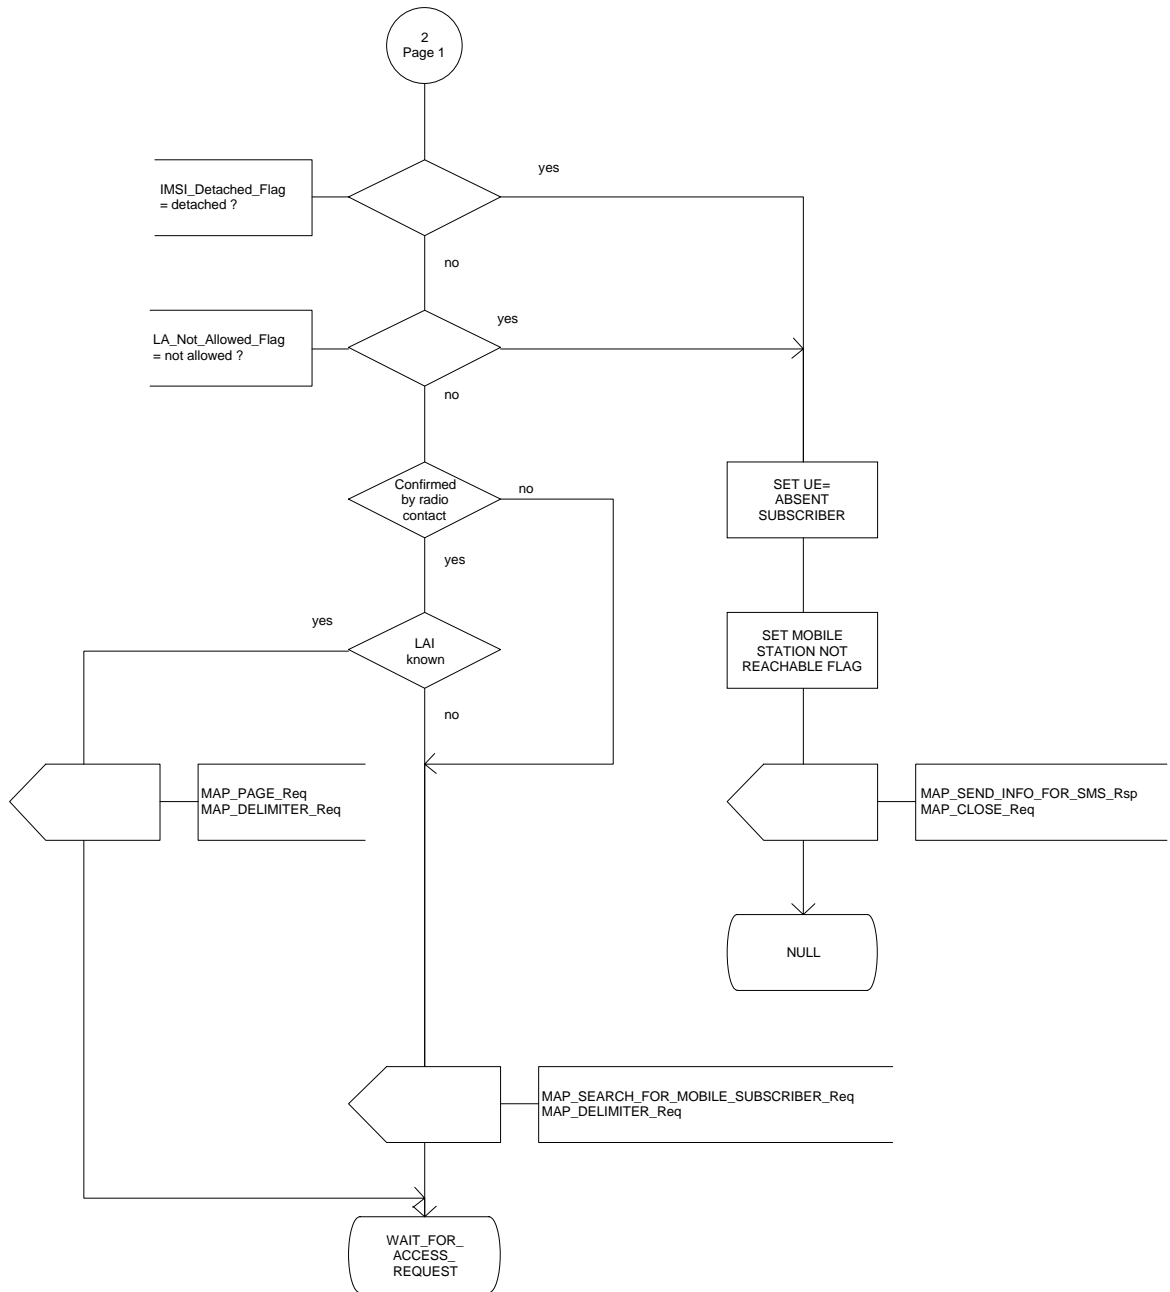 2
Page 1
yes
IMSI_Detached_Flag
= detached ?
no
yes
LA_Not_Allowed_Flag
= not allowed ?
no
Confirmed
by radio
contact
no
SET UE=
ABSENT
SUBSCRIBER
yes
yes
LAI
known
SET MOBILE
STATION NOT
REACHABLE FLAG
no
MAP_PAGE_Req
MAP_DELIMITER_Req
MAP_SEND_INFO_FOR_SMS_Rsp
MAP_CLOSE_Req
NULL
MAP_SEARCH_FOR_MOBILE_SUBSCRIBER_Req
MAP_DELIMITER_Req
WAIT_FOR_
ACCESS_
REQUEST